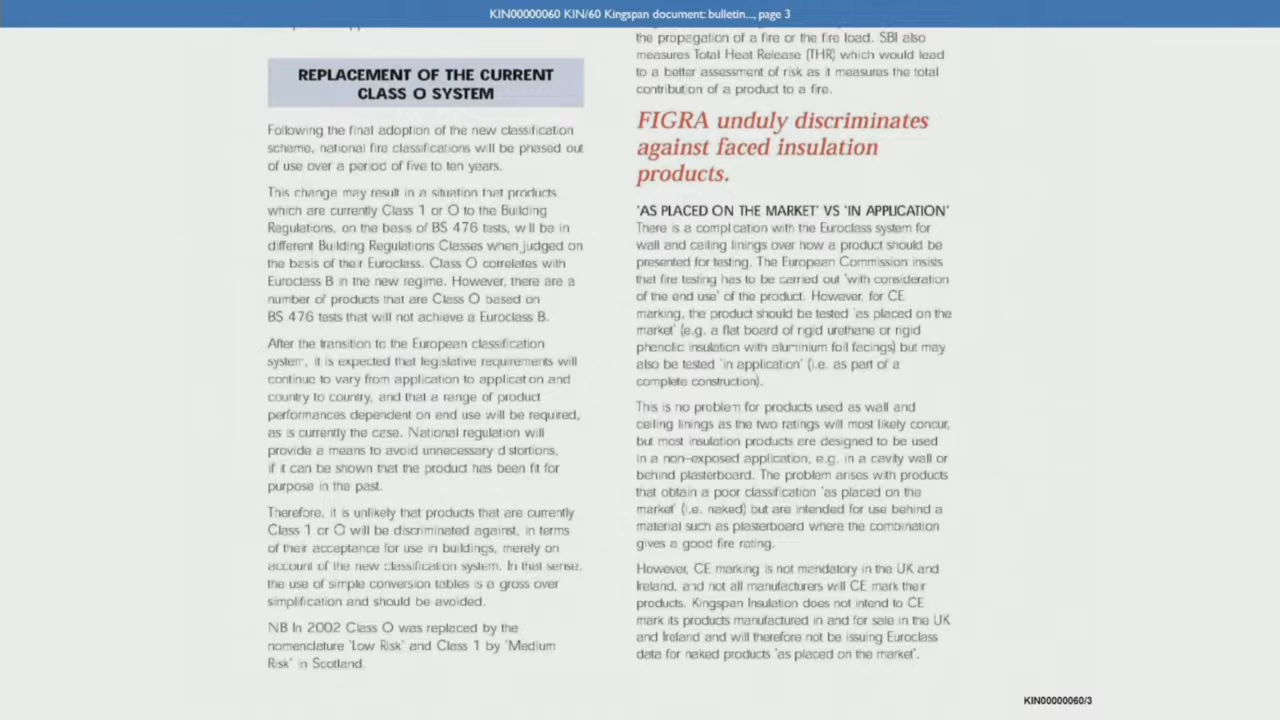 KIN00000060 KIN/60 Kingspan document: bulletin..., page 3
REPLACEMENT OF THE CURRENT
CLASS O SYSTEM
Following the final adoption of the new classification
scheme, national fire classifications will be phased out
of use over a period of five to ten years.
This change may result in a situation that products
which are currently Class 1 or O to the Building
Regulations, on the basis of BS 476 tests, will be in
different Building Regulations Classes when judged on
the basis of their Euroclass. Class O correlates with
Euroclass B in the new regime. However, there are a
number of products that are Class O based on
BS 476 tests that will not achieve a Euroclass B.
After the transition to the European classification
system, it is expected that legislative requirements will
continue to vary from application to application and
country to country, and that a range of product
performances dependent on end use will be required,
as is currently the case. National regulation will
provide a means to avoid unnecessary distortions,
if it can be shown that the product has been fit for
purpose in the past.
Therefore, it is unlikely that products that are currently
Class 1 or O will be discriminated against, in terms
of their acceptance for use in buildings, merely on
account of the new classification system. In that sense,
the use of simple conversion tables is a gross over
simplification and should be avoided.
NB In 2002 Class O was replaced by the
nomenclature 'Low Risk' and Class 1 by 'Medium
Risk' in Scotland.
the propagation of a fire or the fire load. SBI also
measures Total Heat Release (THR) which would lead
to a better assessment of risk as it measures the total
contribution of a product to a fire.
FIGRA unduly discriminates
against faced insulation
products.
'AS PLACED ON THE MARKET' VS 'IN APPLICATION'
There is a complication with the Euroclass system for
wall and ceiling linings over how a product should be
presented for testing. The European Commission insists
that fire testing has to be carried out 'with consideration
of the end use' of the product. However, for CE
marking, the product should be tested 'as placed on the
market' (e.g. a flat board of rigid urethane or rigid
phenolic insulation with aluminium foil facings) but may
also be tested 'in application' (i.e. as part of a
complete construction).
This is no problem for products used as wall and
ceiling linings as the two ratings will most likely concur,
but most insulation products are designed to be used
in a non-exposed application, e.g. in a cavity wall or
behind plasterboard. The problem arises with products
that obtain a poor classification 'as placed on the
market' (i.e. naked) but are intended for use behind a
material such as plasterboard where the combination
gives a good fire rating.
However, CE marking is not mandatory in the UK and
Ireland, and not all manufacturers will CE mark their
products. Kingspan Insulation does not intend to CE
mark its products manufactured in and for sale in the UK
and Ireland and will therefore not be issuing Euroclass
data for naked products 'as placed on the market'.
KIN00000060/3